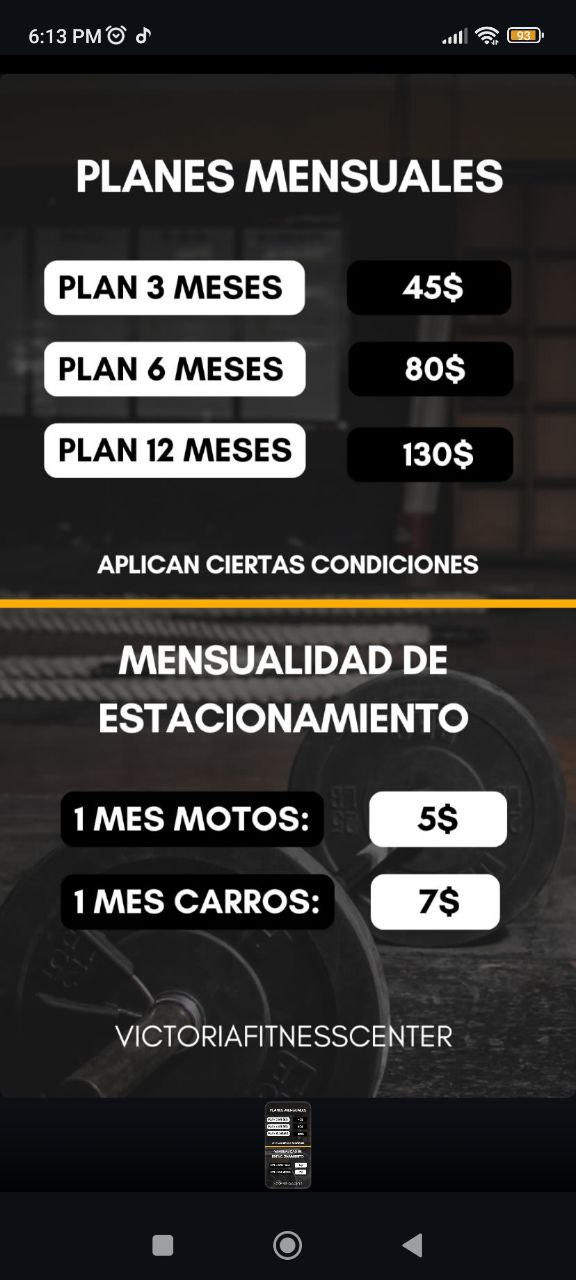 6:13 PM
93
PLANES MENSUALES
PLAN 3 MESES 45$
PLAN 6 MESES 80$
PLAN 12 MESES 130$
APLICAN CIERTAS CONDICIONES
MENSUALIDAD DE
ESTACIONAMIENTO
1 MES MOTOS: 5$
1 MES CARROS: 7$
VICTORIAFITNESSCENTER